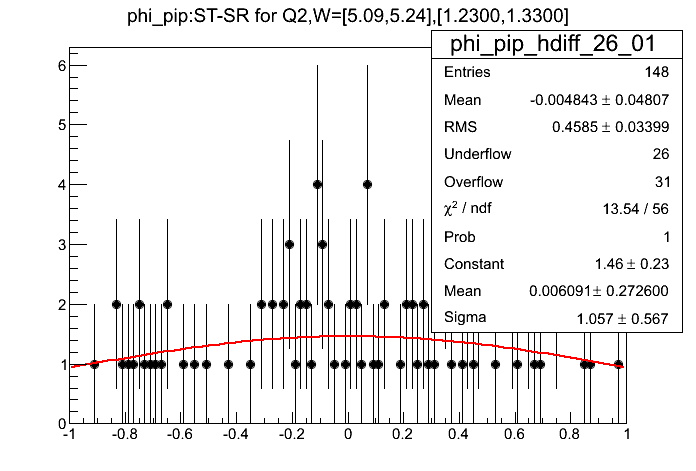 phi_pip:ST-SR for Q2,W=[5.09,5.24],[1.2300,1.3300]
phi_pip_hdiff_26_01
Entries 148
Mean -0.004843 ± 0.04807
RMS 0.4585 ± 0.03399
Underflow 26
Overflow 31
χ² / ndf 13.54 / 56
Prob 1
Constant 1.46 ± 0.23
Mean 0.006091 ± 0.272600
Sigma 1.057 ± 0.567
6
5
4
3
2
1
0
-1 -0.8 -0.6 -0.4 -0.2 0 0.2 0.4 0.6 0.8 1